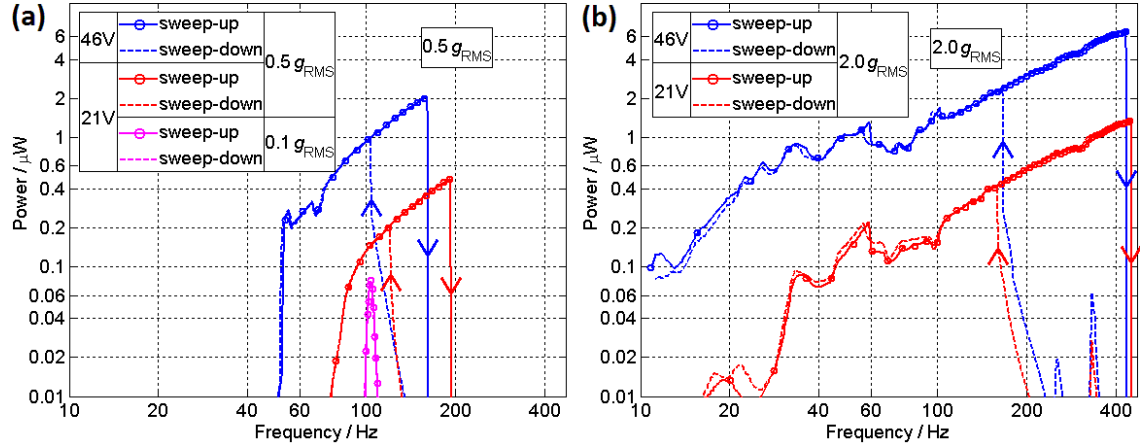 (a)
46V
sweep-up
sweep-down
0.5 gRMS
21V
sweep-up
sweep-down
sweep-up
sweep-down
0.1 gRMS
0.5 gRMS
Power / µW
6
4
2
1
0.6
0.4
0.2
0.1
0.06
0.04
0.02
0.01
10
20
40
60
100
200
400
Frequency / Hz
(b)
46V
sweep-up
sweep-down
2.0 gRMS
21V
sweep-up
sweep-down
2.0 gRMS
Power / µW
6
4
2
1
0.6
0.4
0.2
0.1
0.06
0.04
0.02
0.01
10
20
40
60
100
200
400
Frequency / Hz